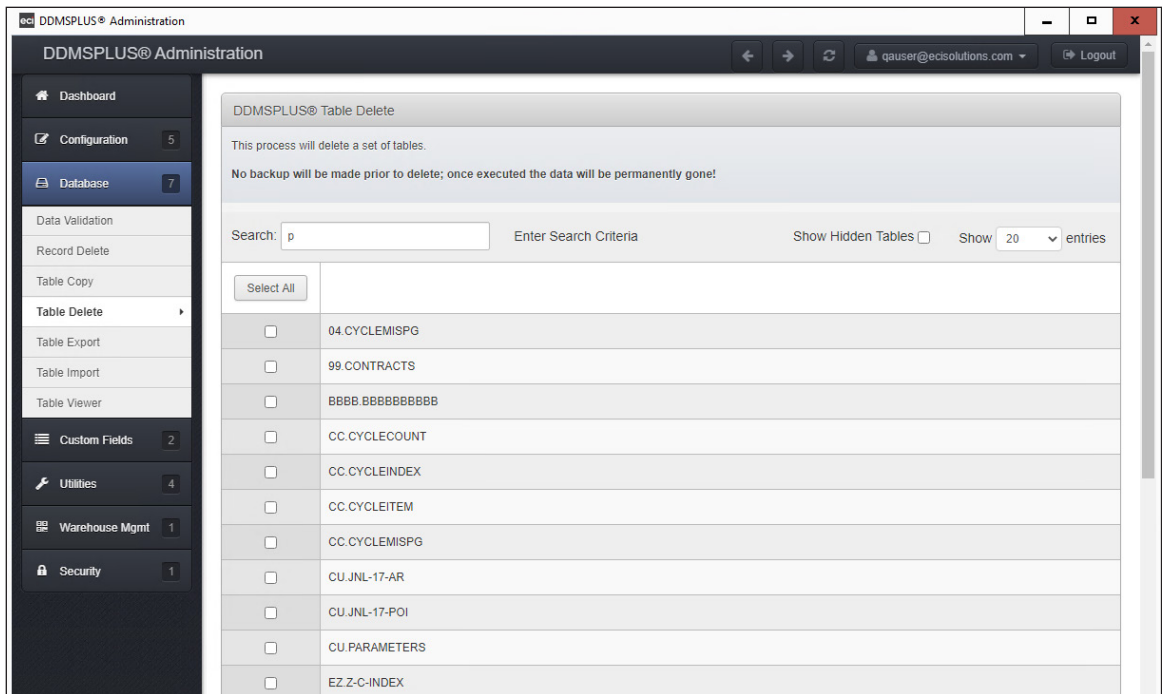 eci DDMSPLUS® Administration
DDMSPLUS® Administration
qauser@ecisolutions.com
Logout
Dashboard
Configuration 5
Database 7
Data Validation
Record Delete
Table Copy
Table Delete
Table Export
Table Import
Table Viewer
Custom Fields 2
Utilities 4
Warehouse Mgmt 1
Security 1
DDMSPLUS® Table Delete
This process will delete a set of tables.
No backup will be made prior to delete; once executed the data will be permanently gone!
Search: p Enter Search Criteria Show Hidden Tables Show 20 entries
Select All
04.CYCLEMISPG
99.CONTRACTS
BBBB.BBBBBBBBBB
CC.CYCLECOUNT
CC.CYCLEINDEX
CC.CYCLEITEM
CC.CYCLEMISPG
CU.JNL-17-AR
CU.JNL-17-POI
CU.PARAMETERS
EZ.Z-C-INDEX